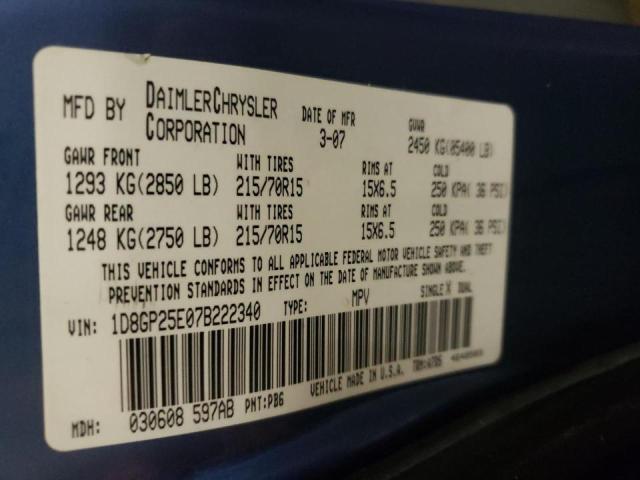 MFD BY DAIMLERCHRYSLER CORPORATION DATE OF MFR 3-07 GVWR 2450 KG(05400 LB)
GAWR FRONT WITH TIRES RIMS AT COLD
1293 KG(2850 LB) 215/70R15 15X6.5 250 KPA( 36 PSI)
GAWR REAR WITH TIRES RIMS AT COLD
1248 KG(2750 LB) 215/70R15 15X6.5 250 KPA( 36 PSI)
THIS VEHICLE CONFORMS TO ALL APPLICABLE FEDERAL MOTOR VEHICLE SAFETY AND THEFT
PREVENTION STANDARDS IN EFFECT ON THE DATE OF MANUFACTURE SHOWN ABOVE.
VIN: 1D8GP25E07B222340 TYPE: MPV SINGLE X DUAL
MDH: 030608 597AB PNT:PB6 VEHICLE MADE IN U.S.A. TRM:A7D5